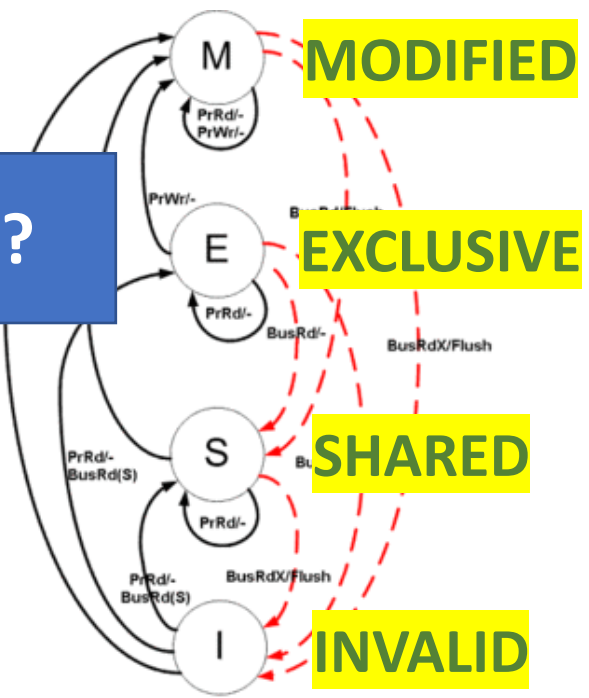 M
MODIFIED
PrRd/-
PrWr/-
?
PrWr/-
E
EXCLUSIVE
PrRd/-
BusRd/-
BusRdX/Flush
S
SHARED
PrRd/-
BusRd(S)
PrRd/-
BusRdX/Flush
PrRd/-
BusRd(S)
I
INVALID